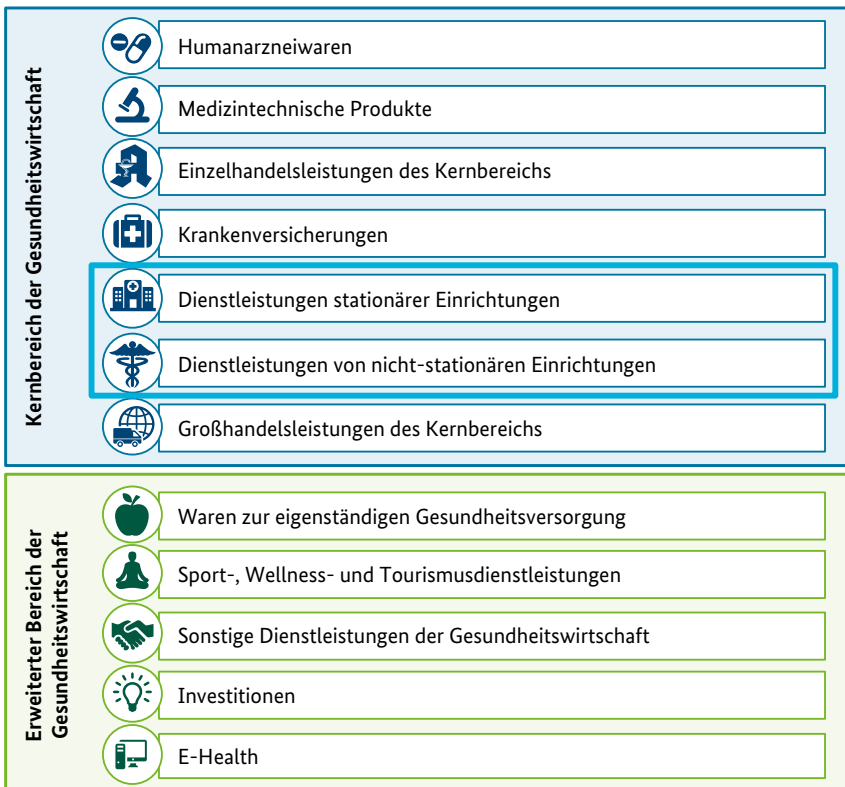 Kernbereich der Gesundheitswirtschaft
Humanarzneiwaren
Medizintechnische Produkte
Einzelhandelsleistungen des Kernbereichs
Krankenversicherungen
Dienstleistungen stationärer Einrichtungen
Dienstleistungen von nicht-stationären Einrichtungen
Großhandelsleistungen des Kernbereichs
Erweiterter Bereich der
Gesundheitswirtschaft
Waren zur eigenständigen Gesundheitsversorgung
Sport-, Wellness- und Tourismusdienstleistungen
Sonstige Dienstleistungen der Gesundheitswirtschaft
Investitionen
E-Health